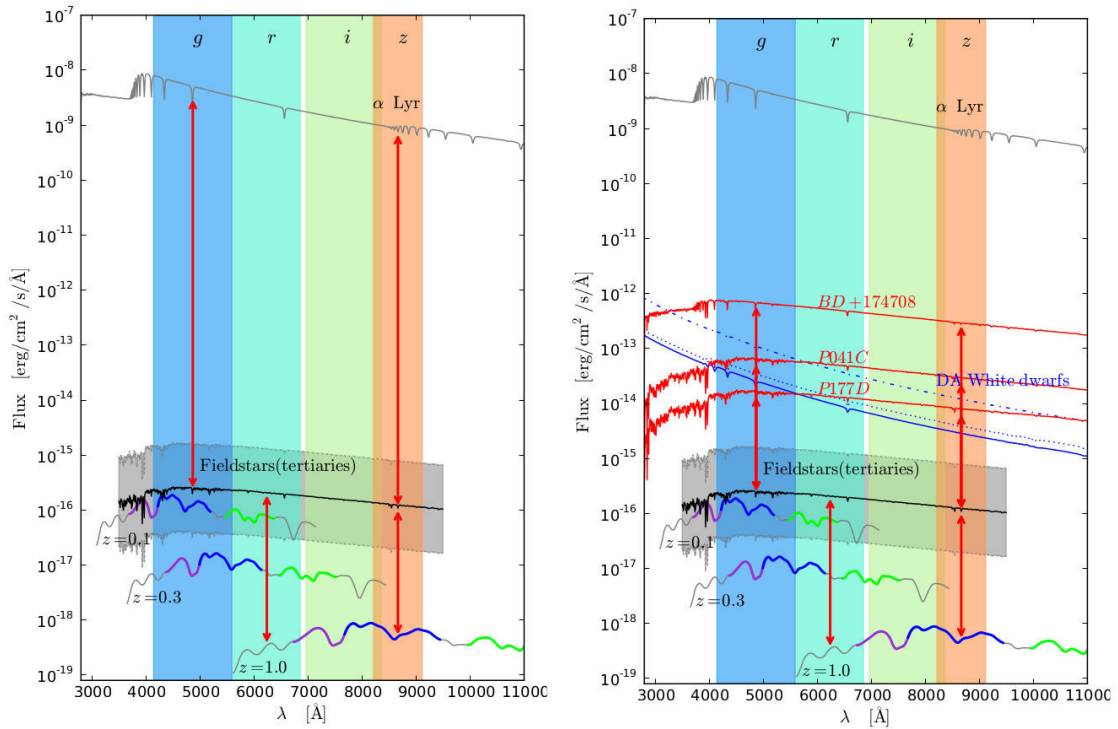 g r i z
α Lyr
Fieldstars(tertiaries)
z=0.1
z=0.3
z=1.0
10⁻⁷
10⁻⁸
10⁻⁹
10⁻¹⁰
10⁻¹¹
10⁻¹²
10⁻¹³
10⁻¹⁴
10⁻¹⁵
10⁻¹⁶
10⁻¹⁷
10⁻¹⁸
10⁻¹⁹
Flux [erg/cm² /s/Å]
3000 4000 5000 6000 7000 8000 9000 10000 11000
λ [Å]
g r i z
α Lyr
BD+174708
P041C
DA White dwarfs
P177D
Fieldstars(tertiaries)
z=0.1
z=0.3
z=1.0
10⁻⁷
10⁻⁸
10⁻⁹
10⁻¹⁰
10⁻¹¹
10⁻¹²
10⁻¹³
10⁻¹⁴
10⁻¹⁵
10⁻¹⁶
10⁻¹⁷
10⁻¹⁸
10⁻¹⁹
Flux [erg/cm² /s/Å]
3000 4000 5000 6000 7000 8000 9000 10000 11000
λ [Å]